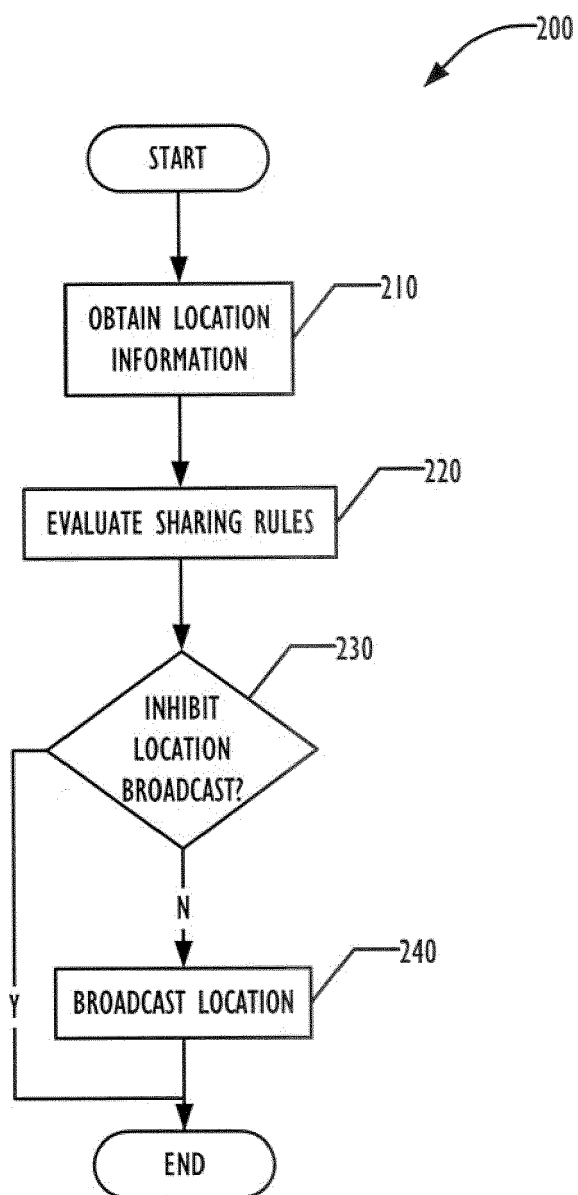 200
START
210
OBTAIN LOCATION
INFORMATION
220
EVALUATE SHARING RULES
230
INHIBIT
LOCATION
BROADCAST?
N
240
BROADCAST LOCATION
Y
END